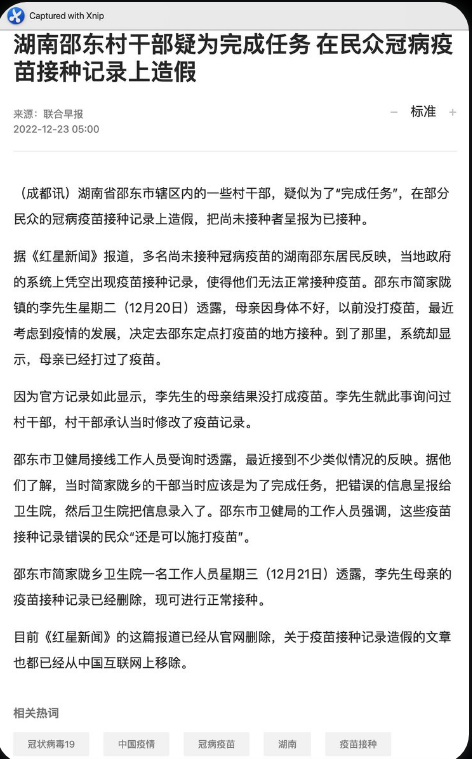 Captured with Xnip
湖南邵东村干部疑为完成任务 在民众冠病疫
苗接种记录上造假
来源：联合早报
2022-12-23 05:00
－ 标准 ＋
（成都讯）湖南省邵东市辖区内的一些村干部，疑似为了“完成任务”，在部分
民众的冠病疫苗接种记录上造假，把尚未接种者呈报为已接种。
据《红星新闻》报道，多名尚未接种冠病疫苗的湖南邵东居民反映，当地政府
的系统上凭空出现疫苗接种记录，使得他们无法正常接种疫苗。邵东市简家陇
镇的李先生星期二（12月20日）透露，母亲因身体不好，以前没打疫苗，最近
考虑到疫情的发展，决定去邵东定点打疫苗的地方接种。到了那里，系统却显
示，母亲已经打过了疫苗。
因为官方记录如此显示，李先生的母亲结果没打成疫苗。李先生就此事询问过
村干部，村干部承认当时修改了疫苗记录。
邵东市卫健局接线工作人员受询时透露，最近接到不少类似情况的反映。据他
们了解，当时简家陇乡的干部当时应该是为了完成任务，把错误的信息呈报给
卫生院，然后卫生院把信息录入了。邵东市卫健局的工作人员强调，这些疫苗
接种记录错误的民众“还是可以施打疫苗”。
邵东市简家陇乡卫生院一名工作人员星期三（12月21日）透露，李先生母亲的
疫苗接种记录已经删除，现可进行正常接种。
目前《红星新闻》的这篇报道已经从官网删除，关于疫苗接种记录造假的文章
也都已经从中国互联网上移除。
相关热词
冠状病毒19 中国疫情 冠病疫苗 湖南 疫苗接种